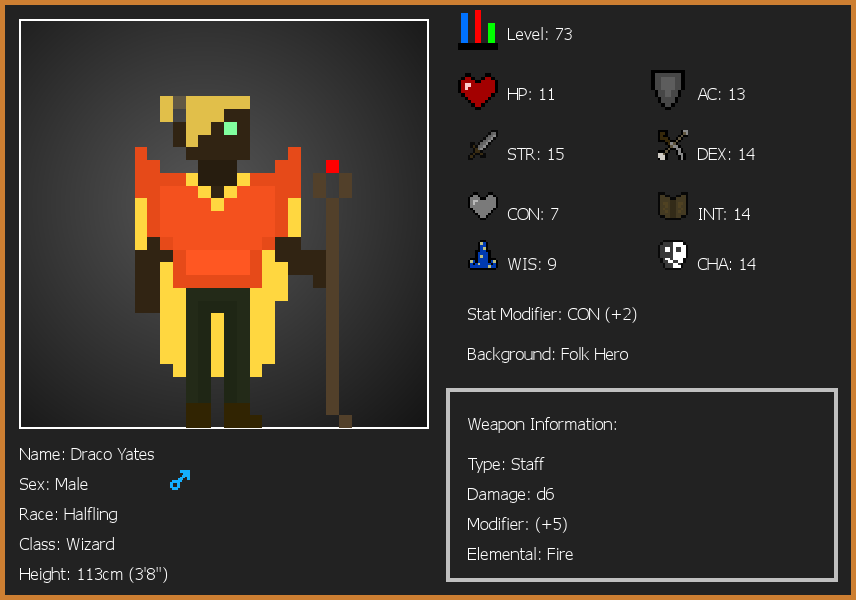 Level: 73
HP: 11
AC: 13
STR: 15
DEX: 14
CON: 7
INT: 14
WIS: 9
CHA: 14
Stat Modifier: CON (+2)
Background: Folk Hero
Weapon Information:
Type: Staff
Damage: d6
Modifier: (+5)
Elemental: Fire
Name: Draco Yates
Sex: Male
Race: Halfling
Class: Wizard
Height: 113cm (3'8")